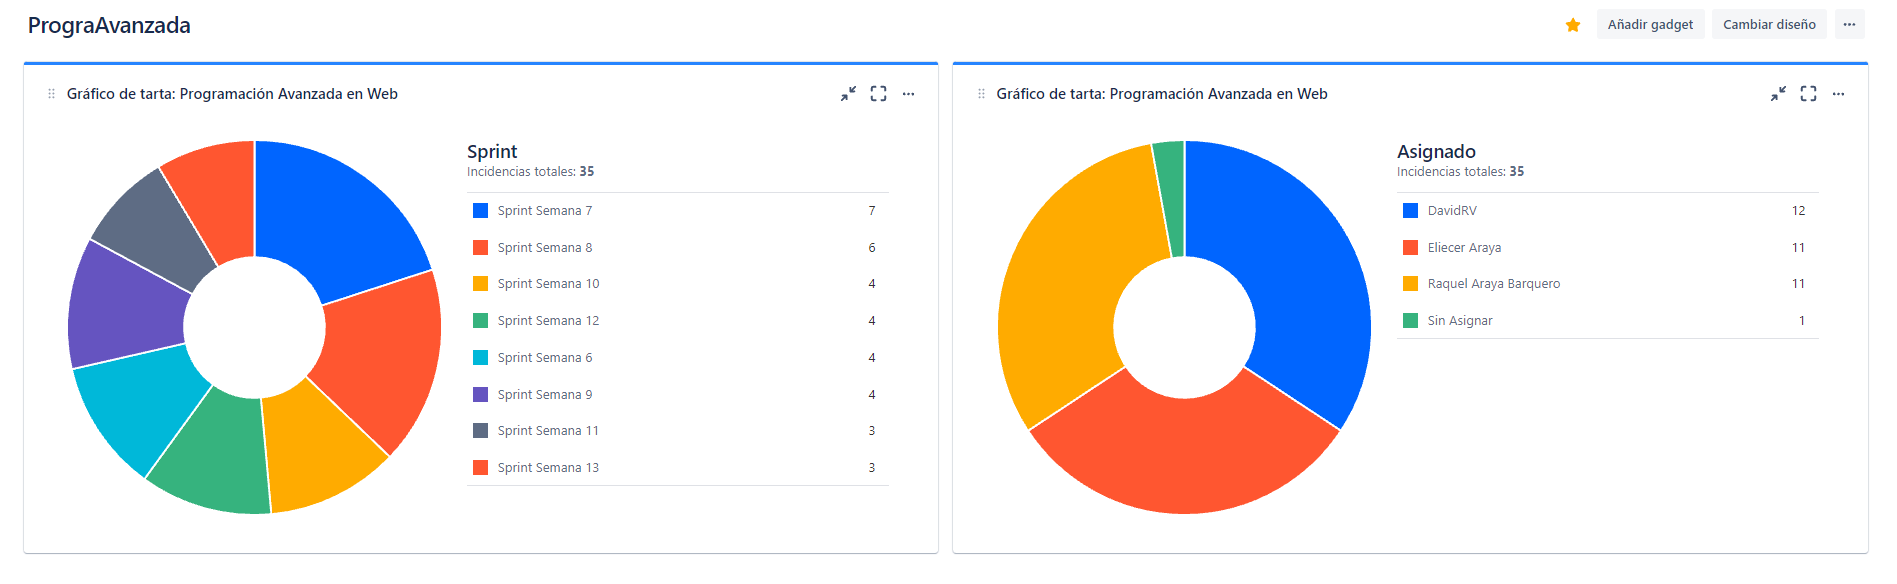 PrograAvanzada
Añadir gadget
Cambiar diseño
Gráfico de tarta: Programación Avanzada en Web
Sprint
Incidencias totales: 35
Sprint Semana 7 7
Sprint Semana 8 6
Sprint Semana 10 4
Sprint Semana 12 4
Sprint Semana 6 4
Sprint Semana 9 4
Sprint Semana 11 3
Sprint Semana 13 3
Gráfico de tarta: Programación Avanzada en Web
Asignado
Incidencias totales: 35
DavidRV 12
Eliecer Araya 11
Raquel Araya Barquero 11
Sin Asignar 1